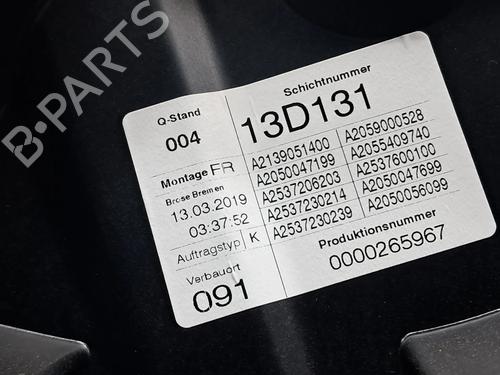 B-PARTS
Q-Stand
004
Schichtnummer
13D131
Montage FR
Brose Bremen
13.03.2019
03:37:52
A2139051400 A2059000528
A2050047199 A2055409740
A2537206203 A2537600100
A2537230214 A2050047699
A2537230239 A2050056099
Auftragstyp K
Verbauort
091
Produktionsnummer
0000265967